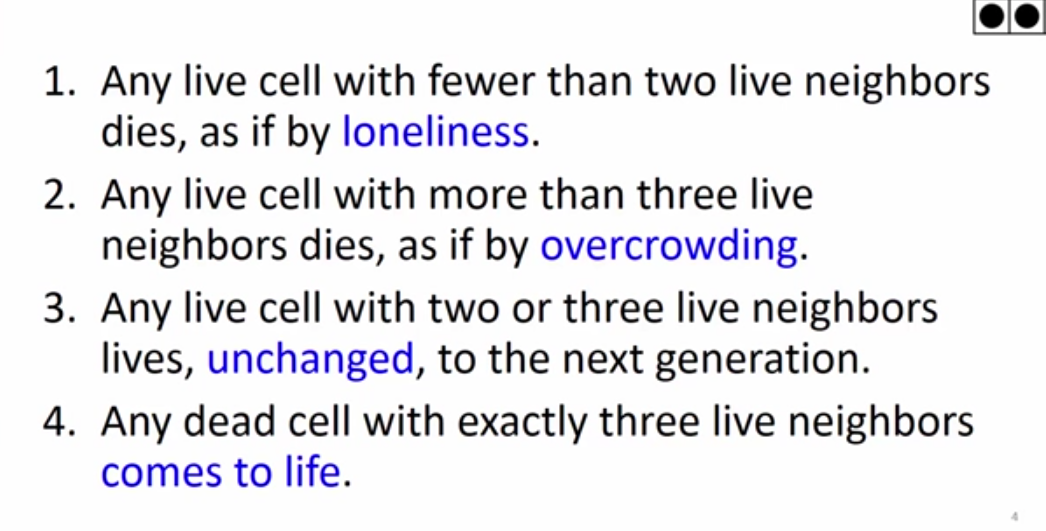 1. Any live cell with fewer than two live neighbors
dies, as if by loneliness.
2. Any live cell with more than three live
neighbors dies, as if by overcrowding.
3. Any live cell with two or three live neighbors
lives, unchanged, to the next generation.
4. Any dead cell with exactly three live neighbors
comes to life.
4